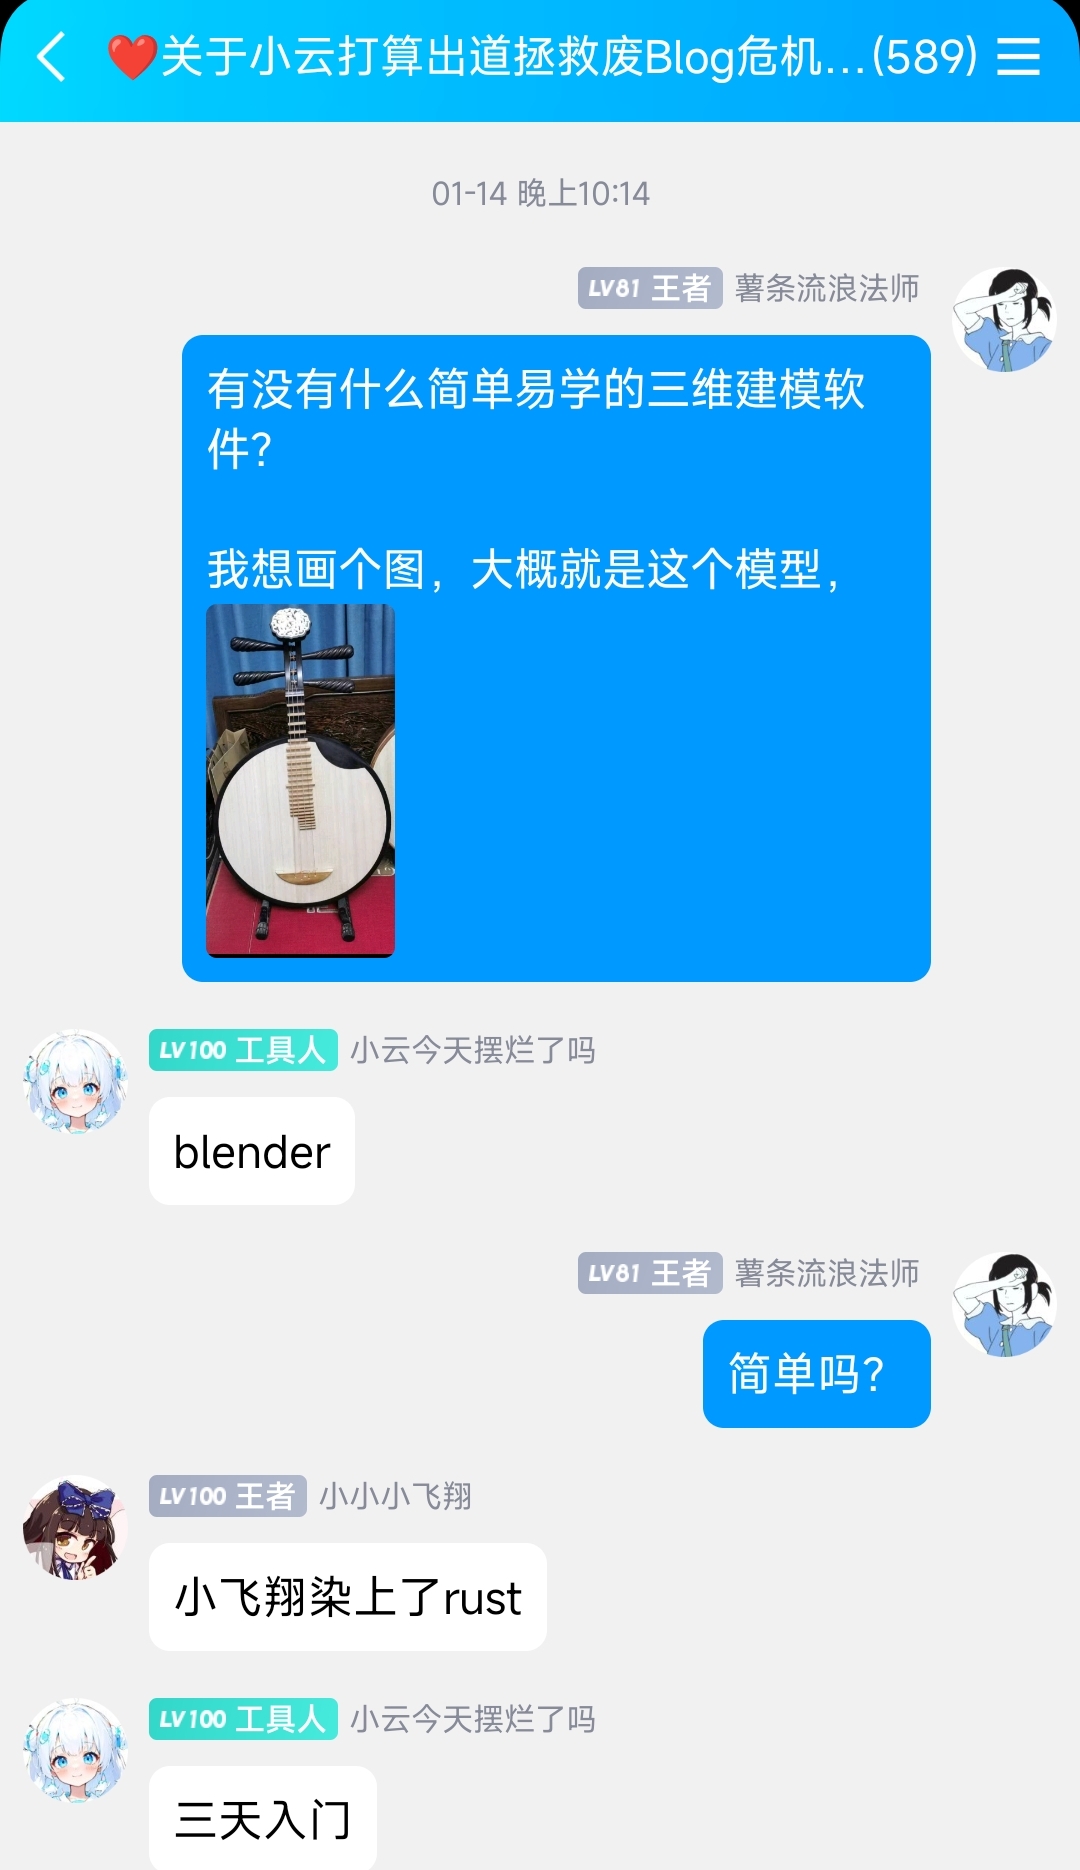 ❤️关于小云打算出道拯救废Blog危机...(589)
01-14 晚上10:14
LV81 王者 薯条流浪法师
有没有什么简单易学的三维建模软
件?
我想画个图，大概就是这个模型，
LV100 工具人 小云今天摆烂了吗
blender
LV81 王者 薯条流浪法师
简单吗?
LV100 王者 小小小飞翔
小飞翔染上了rust
LV100 工具人 小云今天摆烂了吗
三天入门